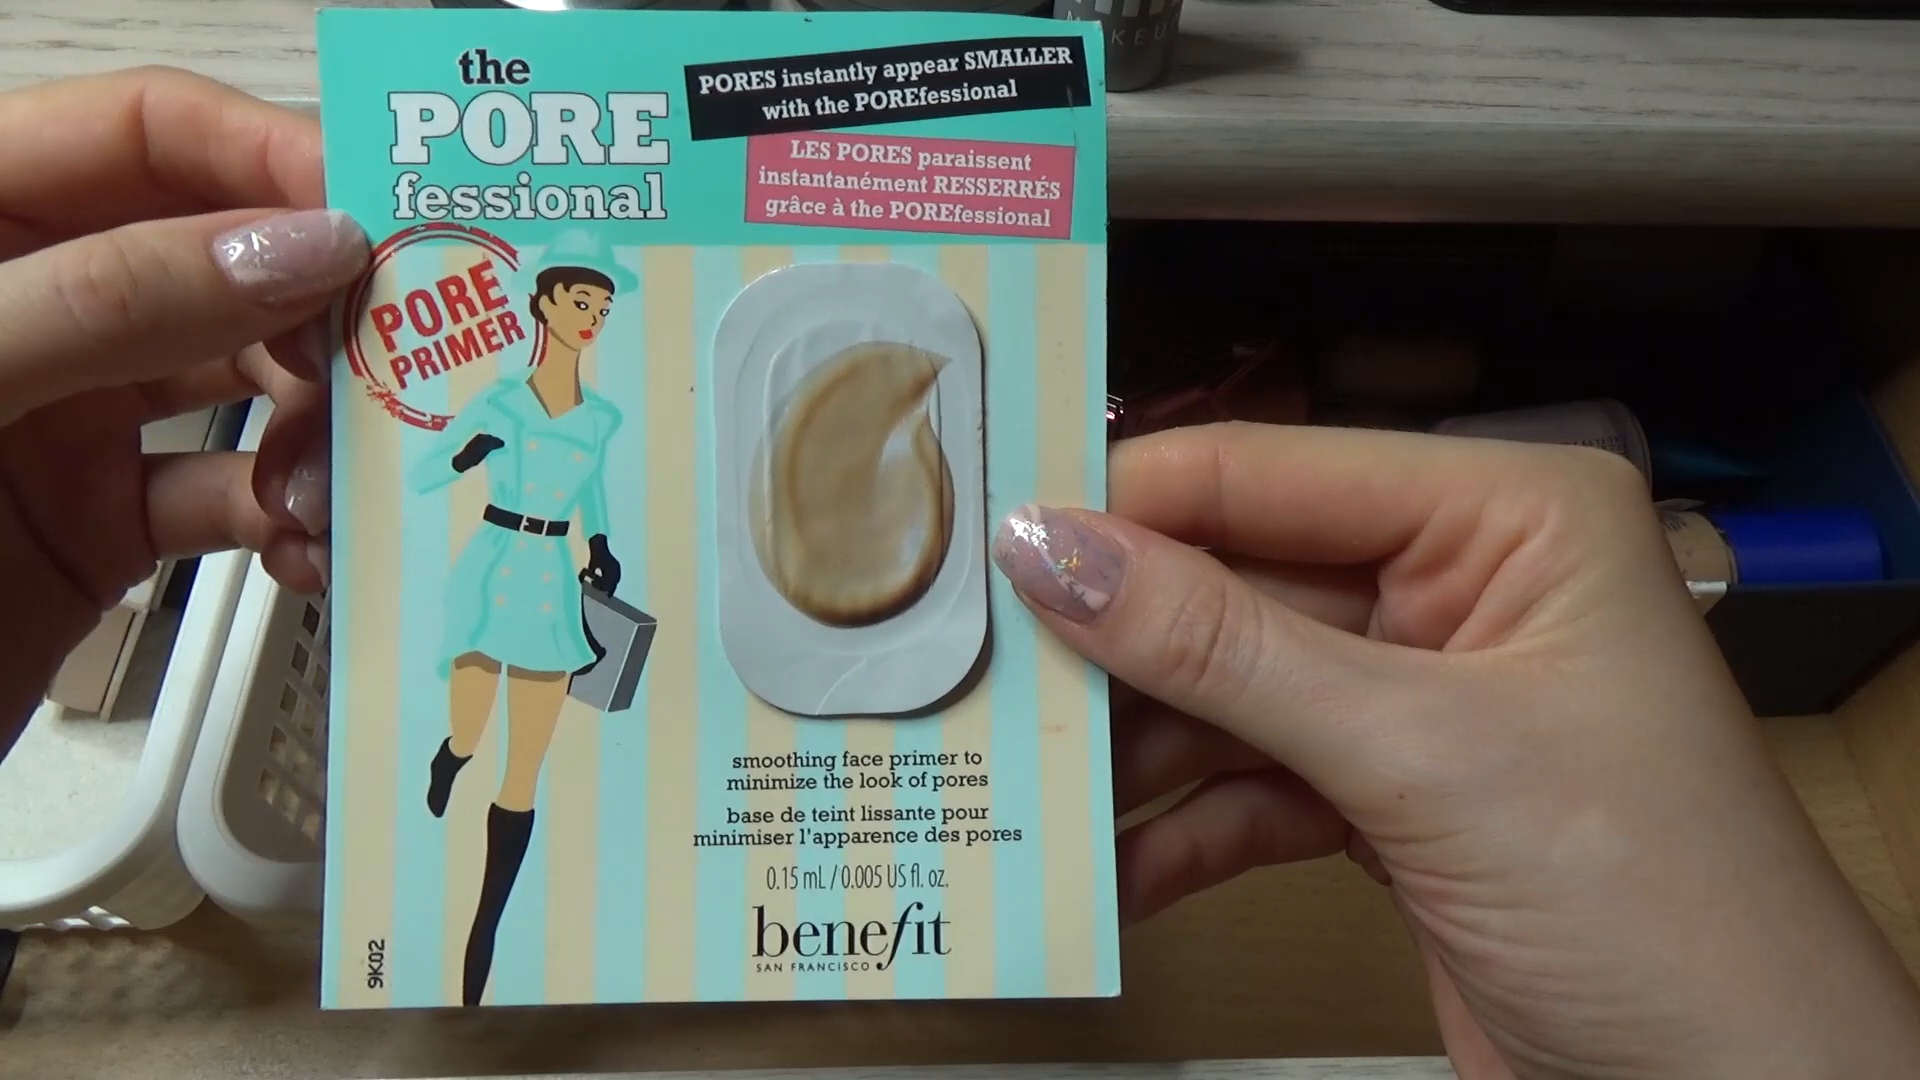 the
PORE
fessional
PORES instantly appear SMALLER
with the POREfessional
LES PORES paraissent
instantanément RESSERRÉS
grâce à the POREfessional
PORE
PRIMER
smoothing face primer to
minimize the look of pores
base de teint lissante pour
minimiser l'apparence des pores
0.15 mL / 0.005 US fl. oz.
benefit
SAN FRANCISCO
9K02